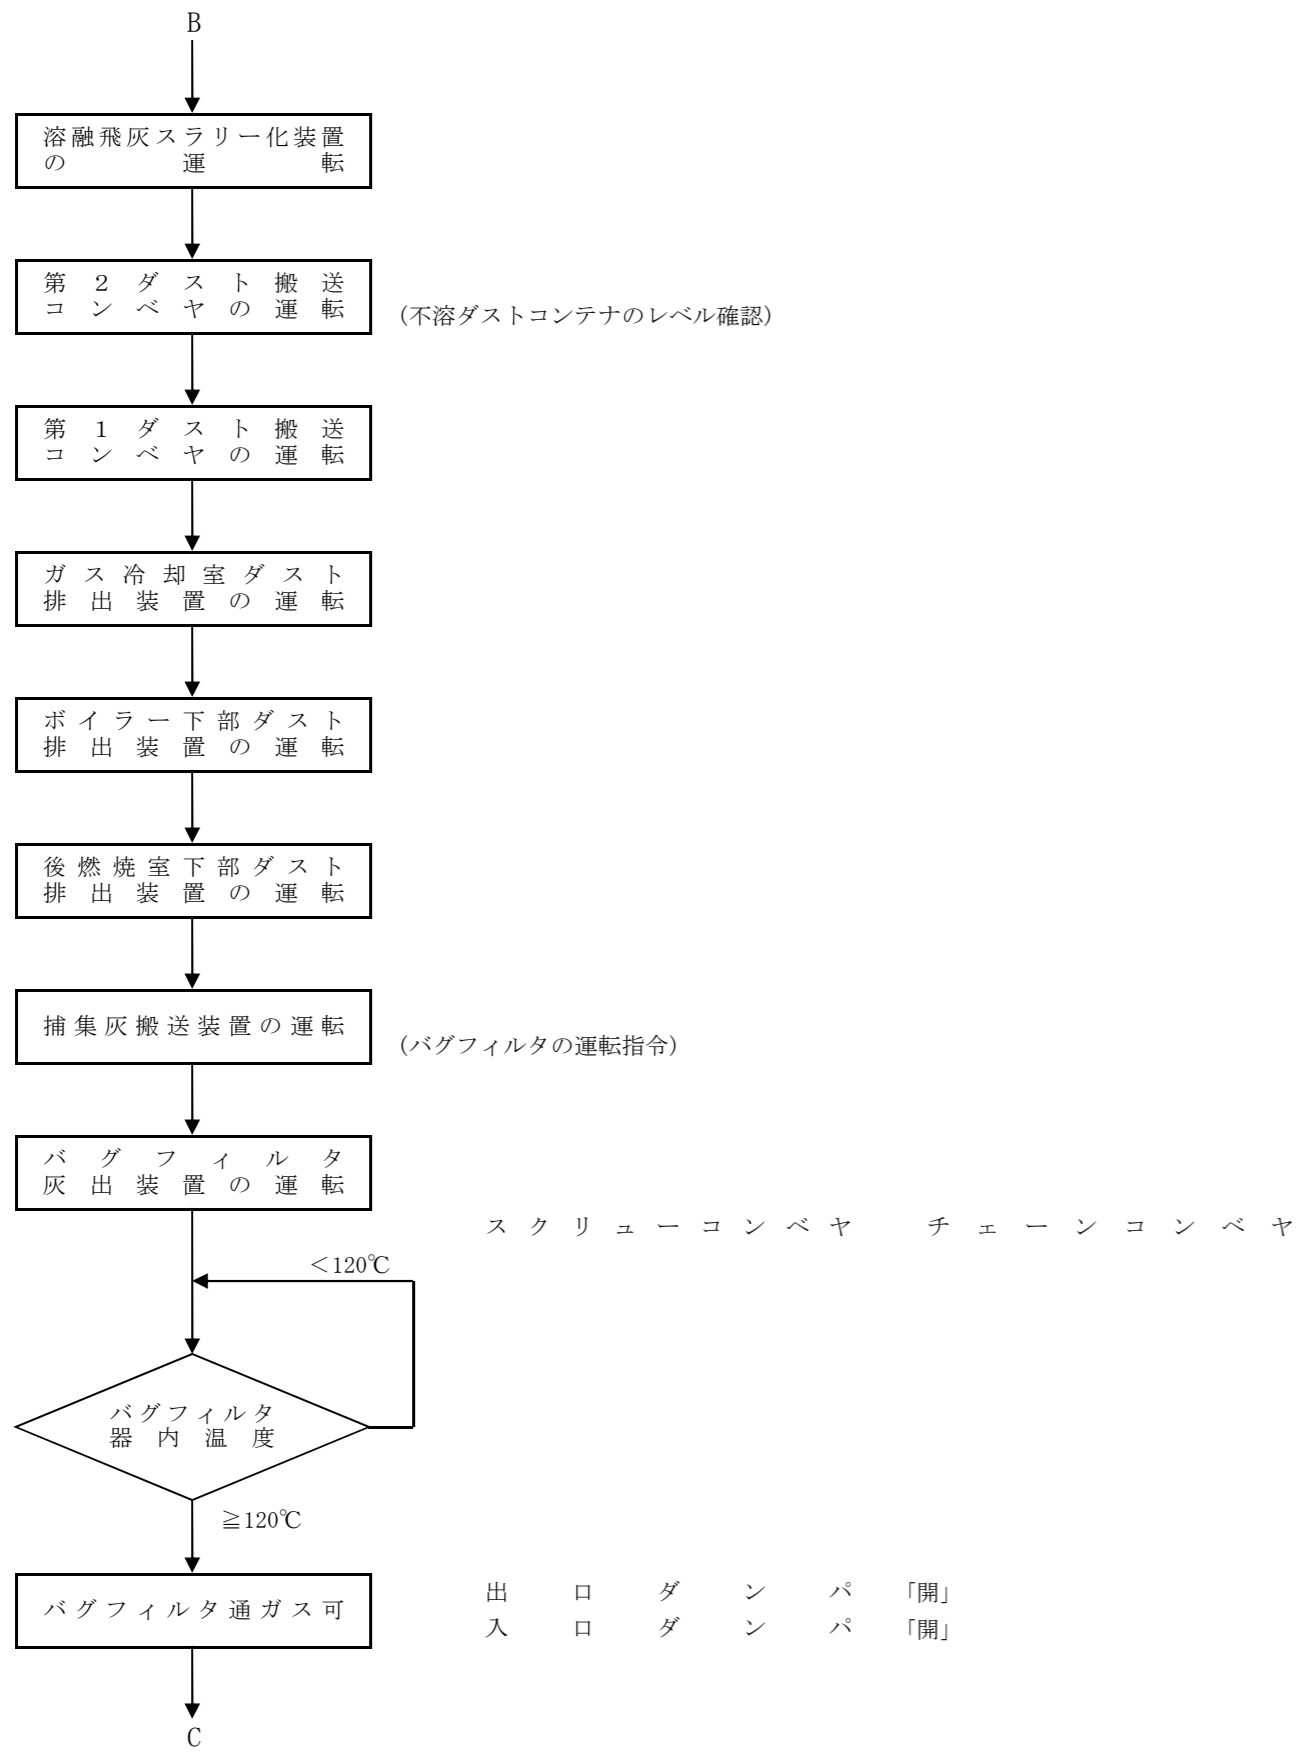 B
溶融飛灰スラリー化装置
の運転
第２ダスト搬送
コンベヤの運転
（不溶ダストコンテナのレベル確認）
第１ダスト搬送
コンベヤの運転
ガス冷却室ダスト
排出装置の運転
ボイラー下部ダスト
排出装置の運転
後燃焼室下部ダスト
排出装置の運転
捕集灰搬送装置の運転
（バグフィルタの運転指令）
バグフィルタ
灰出装置の運転
スクリューコンベヤ　チェーンコンベヤ
＜120℃
バグフィルタ
器内温度
≧120℃
バグフィルタ通ガス可
出口ダンパ「開」
入口ダンパ「開」
C